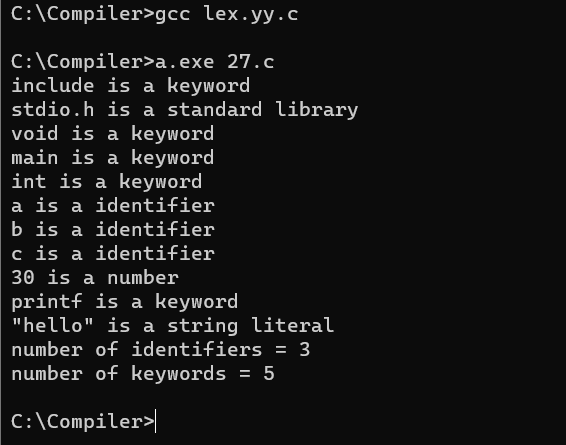 C:\Compiler>gcc lex.yy.c
C:\Compiler>a.exe 27.c
include is a keyword
stdio.h is a standard library
void is a keyword
main is a keyword
int is a keyword
a is a identifier
b is a identifier
c is a identifier
30 is a number
printf is a keyword
"hello" is a string literal
number of identifiers = 3
number of keywords = 5
C:\Compiler>